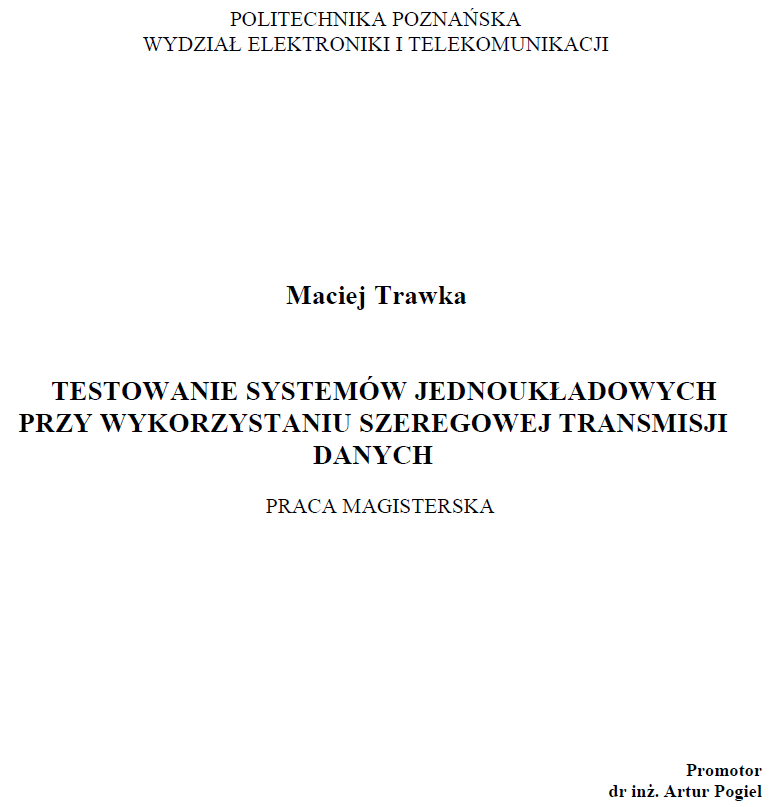 POLITECHNIKA POZNAŃSKA
WYDZIAŁ ELEKTRONIKI I TELEKOMUNIKACJI
Maciej Trawka
TESTOWANIE SYSTEMÓW JEDNOUKŁADOWYCH
PRZY WYKORZYSTANIU SZEREGOWEJ TRANSMISJI
DANYCH
PRACA MAGISTERSKA
Promotor
dr inż. Artur Pogiel